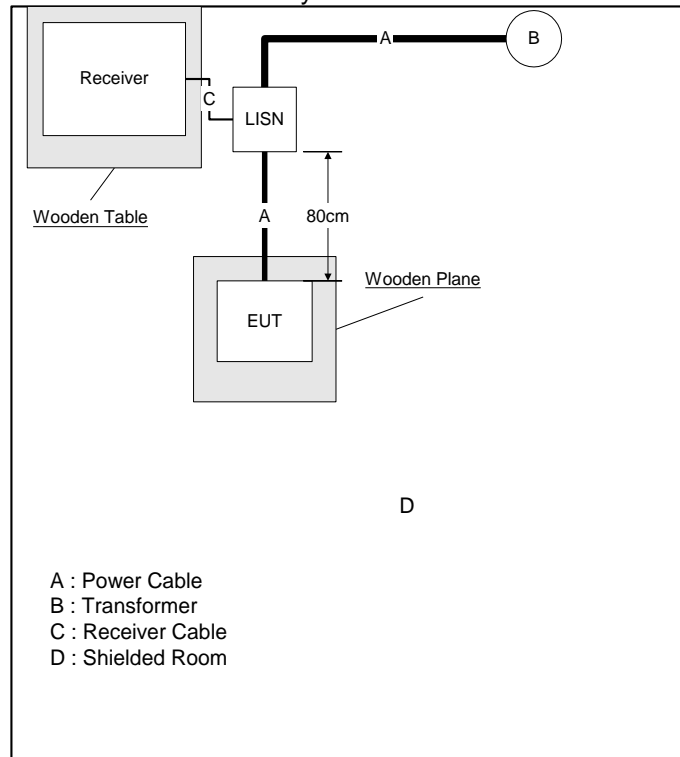 A
B
Receiver
C
LISN
Wooden Table
A
80cm
Wooden Plane
EUT
D
A : Power Cable
B : Transformer
C : Receiver Cable
D : Shielded Room